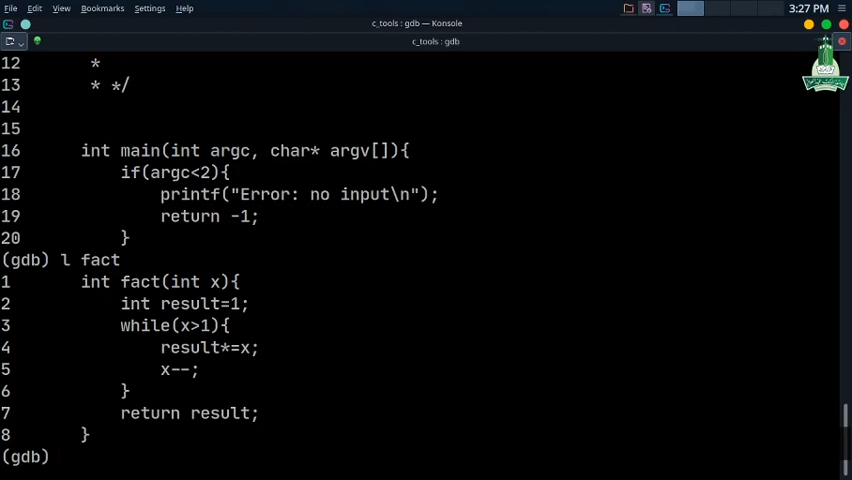 File Edit View Bookmarks Settings Help
3:27 PM
c_tools : gdb — Konsole
c_tools : gdb
12 *
13 * */
14
15
16 int main(int argc, char* argv[]){
17 if(argc<2){
18 printf("Error: no input\n");
19 return -1;
20 }
(gdb) l fact
1 int fact(int x){
2 int result=1;
3 while(x>1){
4 result*=x;
5 x--;
6 }
7 return result;
8 }
(gdb)